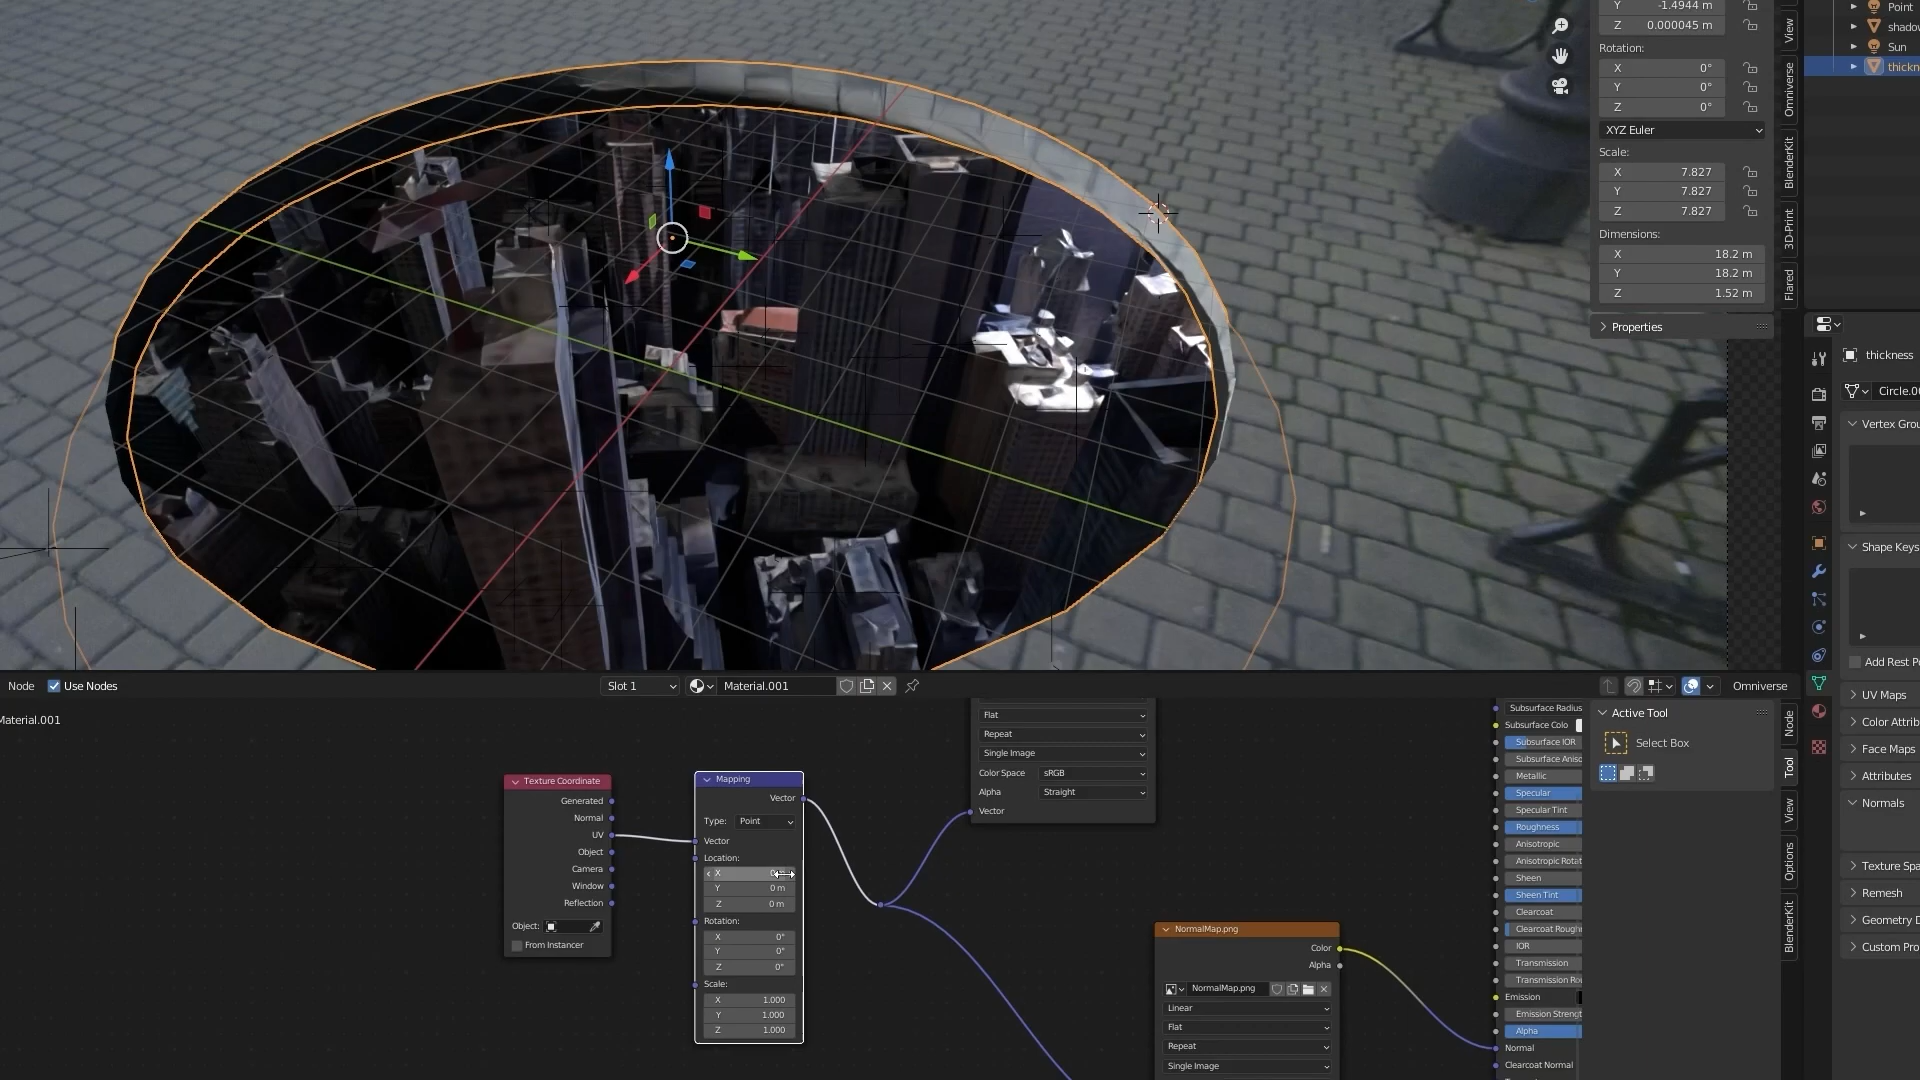 Y -1.4944 m
Z 0.000045 m
Rotation:
X 0°
Y 0°
Z 0°
XYZ Euler
Scale:
X 7.827
Y 7.827
Z 7.827
Dimensions:
X 18.2 m
Y 18.2 m
Z 1.52 m
Properties
View
Omniverse
BlenderKit
3D-Print
Flared
Point
shadow
Sun
thickn
thickness
Circle.00
Vertex Grou
Shape Keys
Add Rest Po
UV Maps
Color Attrib
Face Maps
Attributes
Normals
Texture Spa
Remesh
Geometry D
Custom Pro
Node Use Nodes Slot 1 Material.001 Omniverse
Material.001
Texture Coordinate
Generated
Normal
UV
Object
Camera
Window
Reflection
Object:
From Instancer
Mapping
Vector
Type: Point
Vector
Location:
X
Y 0 m
Z 0 m
Rotation:
X 0°
Y 0°
Z 0°
Scale:
X 1.000
Y 1.000
Z 1.000
Flat
Repeat
Single Image
Color Space sRGB
Alpha Straight
Vector
NormalMap.png
Color
Alpha
NormalMap.png
Linear
Flat
Repeat
Single Image
Subsurface Radius
Subsurface Colo
Subsurface IOR
Subsurface Aniso
Metallic
Specular
Specular Tint
Roughness
Anisotropic
Anisotropic Rotat
Sheen
Sheen Tint
Clearcoat
Clearcoat Roughn
IOR
Transmission
Transmission Rou
Emission
Emission Strengt
Alpha
Normal
Clearcoat Normal
Active Tool
Select Box
Node
Tool
View
Options
BlenderKit